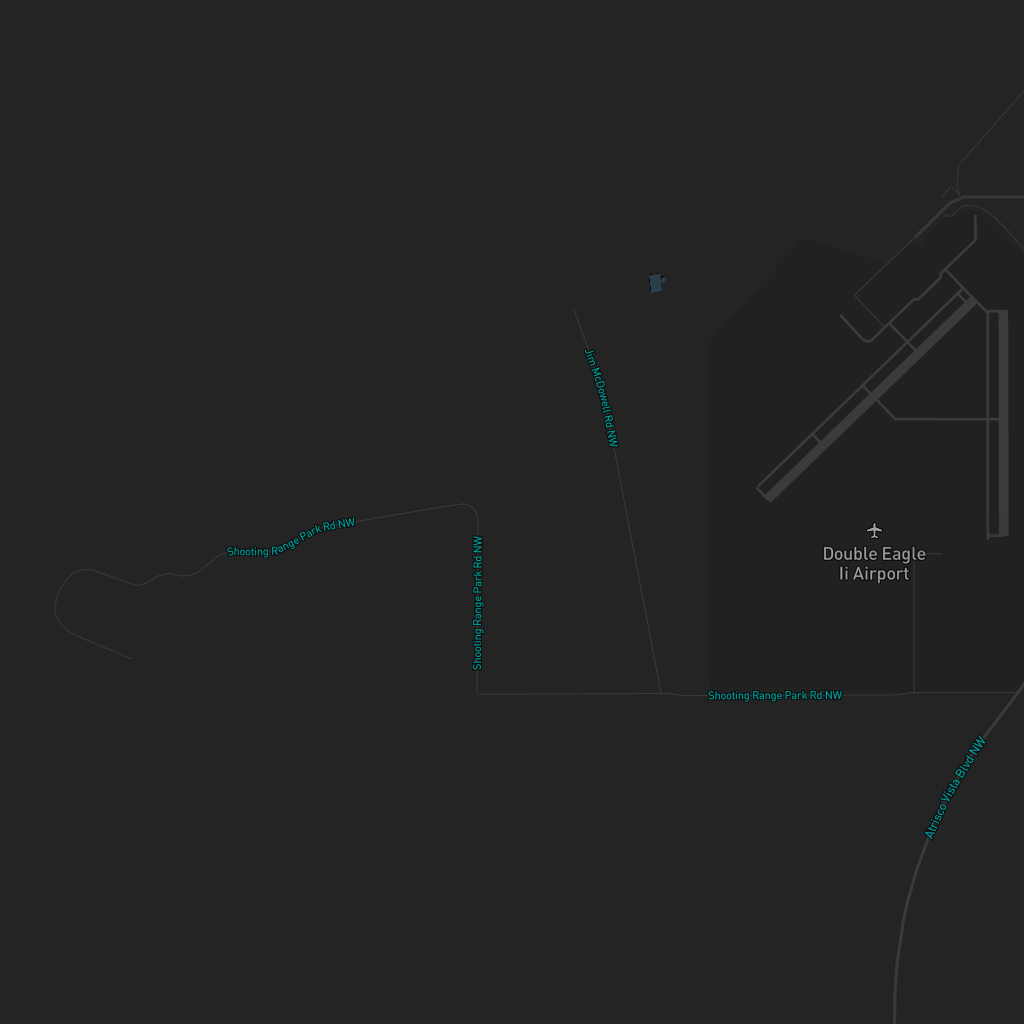 Jim McDowell Rd NW
Shooting Range Park Rd NW
Shooting Range Park Rd NW
Double Eagle
Ii Airport
Shooting Range Park Rd NW
Atrisco Vista Blvd NW